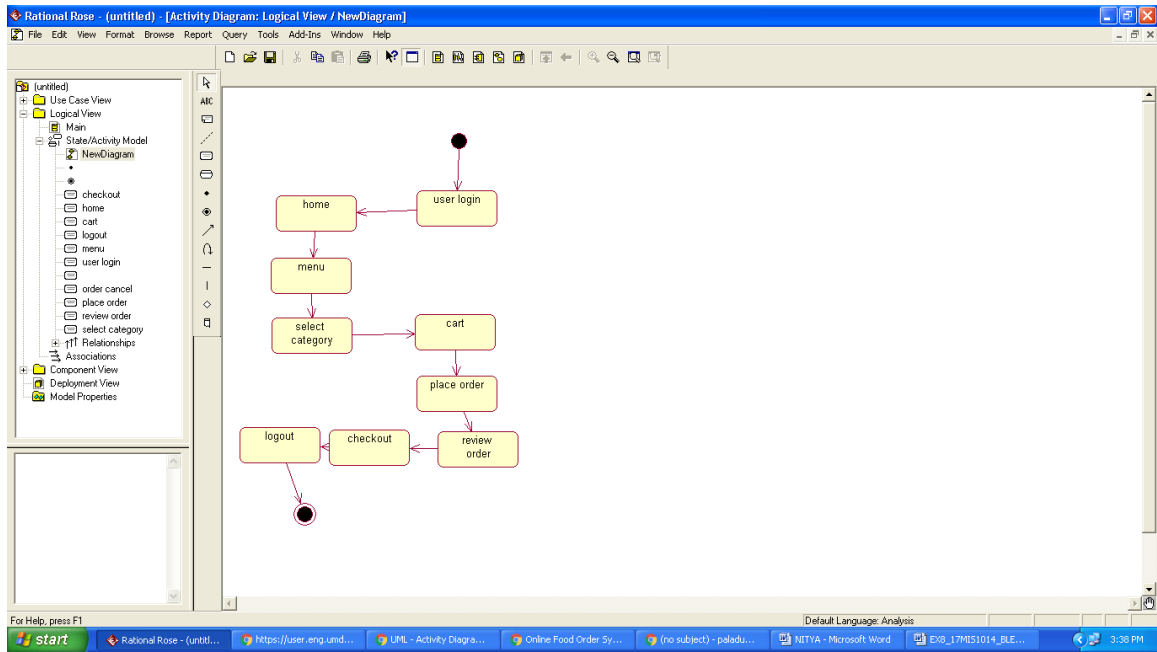 Rational Rose - (untitled) - [Activity Diagram: Logical View / NewDiagram]
File Edit View Format Browse Report Query Tools Add-Ins Window Help
(untitled)
Use Case View
Logical View
Main
State/Activity Model
NewDiagram
checkout
home
cart
logout
menu
user login
order cancel
place order
review order
select category
Relationships
Associations
Component View
Deployment View
Model Properties
ABC
user login
home
menu
select
category
cart
place order
review
order
checkout
logout
For Help, press F1
Default Language: Analysis
start
Rational Rose - (untitl...
https://user.eng.umd...
UML - Activity Diagra...
Online Food Order Sy...
(no subject) - paladu...
NITYA - Microsoft Word
EX8_17MIS1014_BLE...
3:38 PM